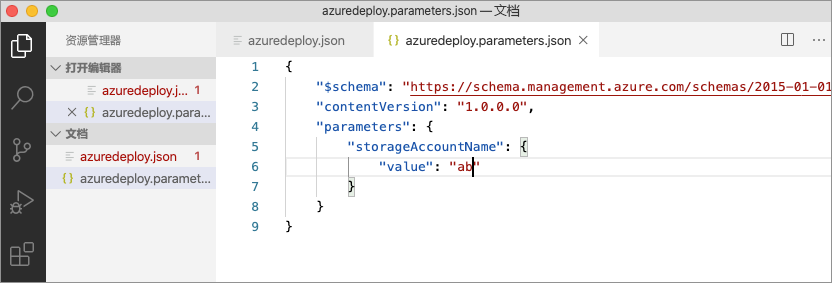 azuredeploy.parameters.json — 文档
资源管理器
打开编辑器
azuredeploy.j... 1
azuredeploy.para...
文档
azuredeploy.json 1
azuredeploy.paramet...
azuredeploy.json
azuredeploy.parameters.json
1 {
2 "$schema": "https://schema.management.azure.com/schemas/2015-01-01
3 "contentVersion": "1.0.0.0",
4 "parameters": {
5 "storageAccountName": {
6 "value": "ab"
7 }
8 }
9 }